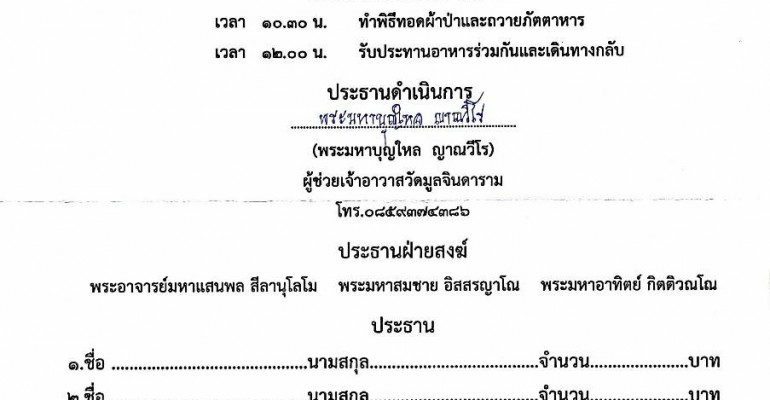 เวลา ๑๐.๓๐ น. ทำพิธีทอดผ้าป่าและถวายภัตตาหาร
เวลา ๑๒.๐๐ น. รับประทานอาหารร่วมกันและเดินทางกลับ
ประธานดำเนินการ
พระมหาบุญไหล ญาณวีโร
(พระมหาบุญไหล ญาณวีโร)
ผู้ช่วยเจ้าอาวาสวัดมูลจินดาราม
โทร.๐๘๕๙๓๗๔๓๘๖
ประธานฝ่ายสงฆ์
พระอาจารย์มหาแสนพล สีลานุโลโม พระมหาสมชาย อิสสรญาโณ พระมหาอาทิตย์ กิตติวณโณ
ประธาน
๑.ชื่อ ....................................นามสกุล.......................................จำนวน.......................บาท
๒.ชื่อ ....................................นามสกุล.......................................จำนวน.......................บาท